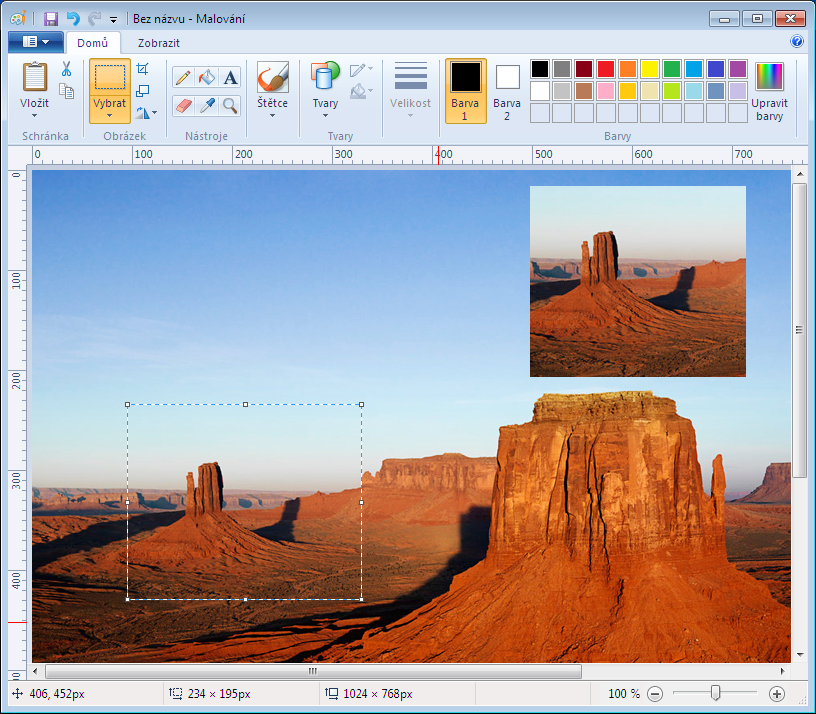 Bez názvu - Malování
Domů
Zobrazit
Vložit
Vybrat
A
Štětce
Tvary
Velikost
Barva
1
Barva
2
Upravit
barvy
Schránka
Obrázek
Nástroje
Tvary
Barvy
0 100 200 300 400 500 600 700
0
100
200
300
400
406, 452px
234 × 195px
1024 × 768px
100 %